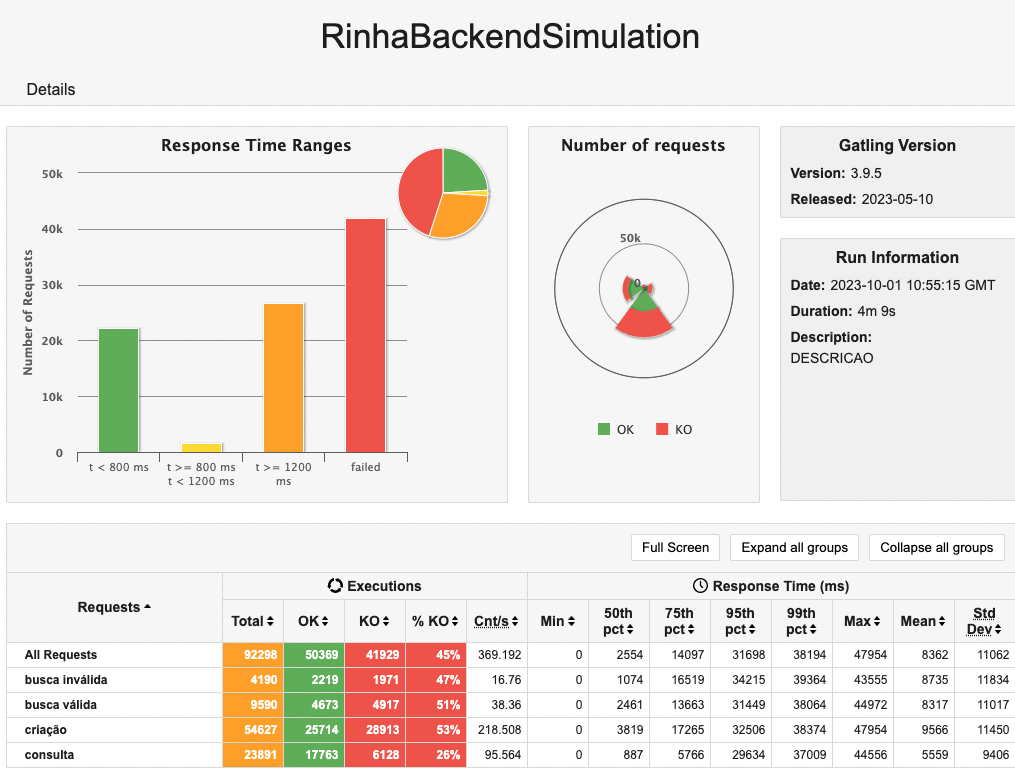 RinhaBackendSimulation
Details
Response Time Ranges
50k
40k
30k
20k
10k
0
Number of Requests
t < 800 ms
t >= 800 ms
t < 1200 ms
t >= 1200
ms
failed
Number of requests
50k
0
OK
KO
Gatling Version
Version: 3.9.5
Released: 2023-05-10
Run Information
Date: 2023-10-01 10:55:15 GMT
Duration: 4m 9s
Description:
DESCRICAO
Full Screen
Expand all groups
Collapse all groups
Requests
Executions
Response Time (ms)
Total OK KO % KO Cnt/s Min 50th pct 75th pct 95th pct 99th pct Max Mean Std Dev
All Requests 92298 50369 41929 45% 369.192 0 2554 14097 31698 38194 47954 8362 11062
busca inválida 4190 2219 1971 47% 16.76 0 1074 16519 34215 39364 43555 8735 11834
busca válida 9590 4673 4917 51% 38.36 0 2461 13663 31449 38064 44972 8317 11017
criação 54627 25714 28913 53% 218.508 0 3819 17265 32506 38374 47954 9566 11450
consulta 23891 17763 6128 26% 95.564 0 887 5766 29634 37009 44556 5559 9406